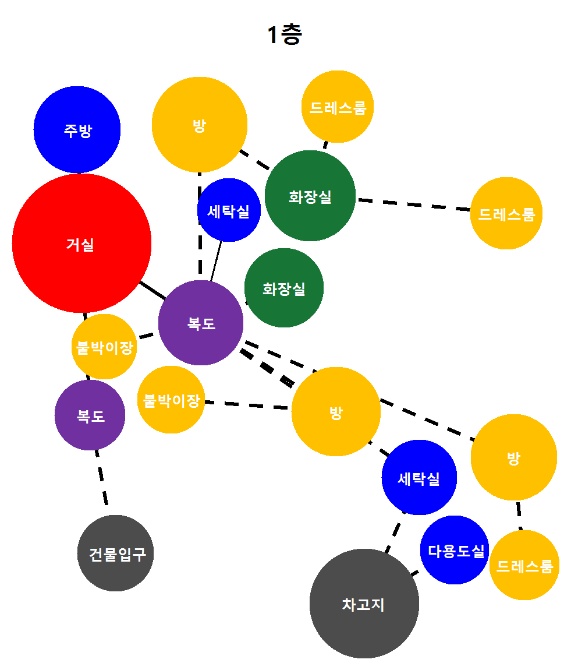 1층
드레스룸
방
주방
화장실
세탁실
드레스룸
거실
화장실
복도
붙박이장
붙박이장
방
복도
방
세탁실
다용도실
건물입구
드레스룸
차고지